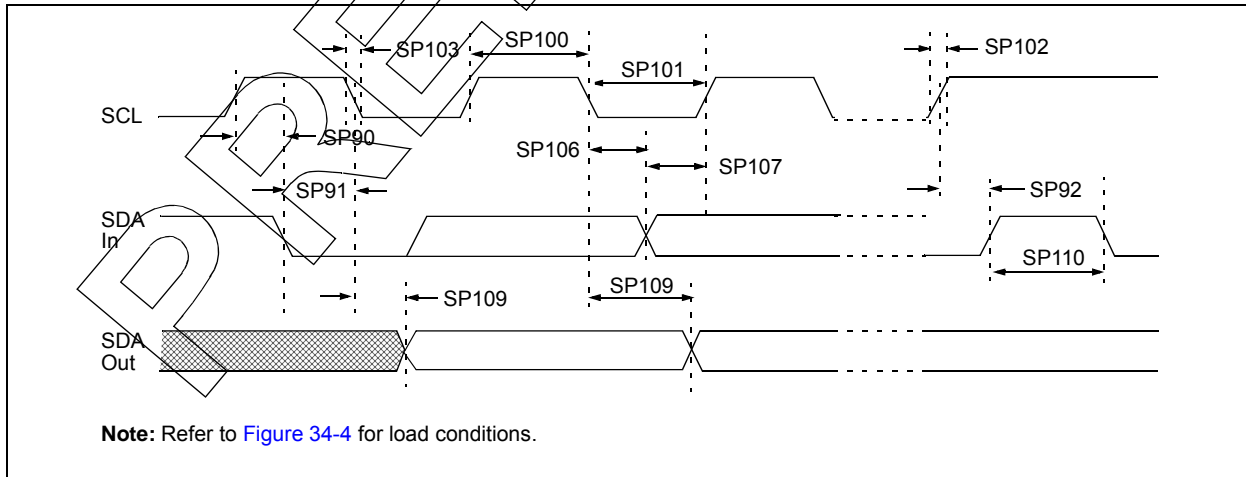 SP103
SP100
SP102
SP101
SCL
SP90
SP106
SP107
SP91
SP92
SDA
In
SP110
SP109
SP109
SDA
Out
Note: Refer to Figure 34-4 for load conditions.